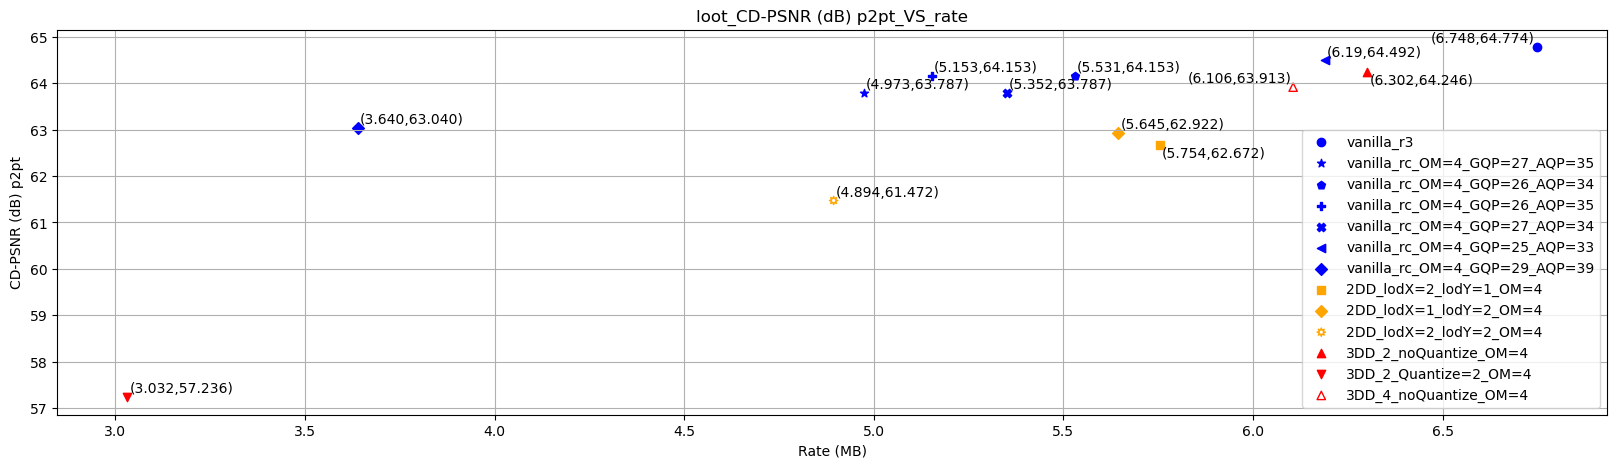 loot_CD-PSNR (dB) p2pt_VS_rate
CD-PSNR (dB) p2pt
65
64
63
62
61
60
59
58
57
(6.748,64.774)
(6.19,64.492)
(5.153,64.153)
(5.531,64.153)
(6.302,64.246)
(6.106,63.913)
(4.973,63.787)
(5.352,63.787)
(3.640,63.040)
(5.645,62.922)
(5.754,62.672)
(4.894,61.472)
(3.032,57.236)
vanilla_r3
vanilla_rc_OM=4_GQP=27_AQP=35
vanilla_rc_OM=4_GQP=26_AQP=34
vanilla_rc_OM=4_GQP=26_AQP=35
vanilla_rc_OM=4_GQP=27_AQP=34
vanilla_rc_OM=4_GQP=25_AQP=33
vanilla_rc_OM=4_GQP=29_AQP=39
2DD_lodX=2_lodY=1_OM=4
2DD_lodX=1_lodY=2_OM=4
2DD_lodX=2_lodY=2_OM=4
3DD_2_noQuantize_OM=4
3DD_2_Quantize=2_OM=4
3DD_4_noQuantize_OM=4
3.0 3.5 4.0 4.5 5.0 5.5 6.0 6.5
Rate (MB)